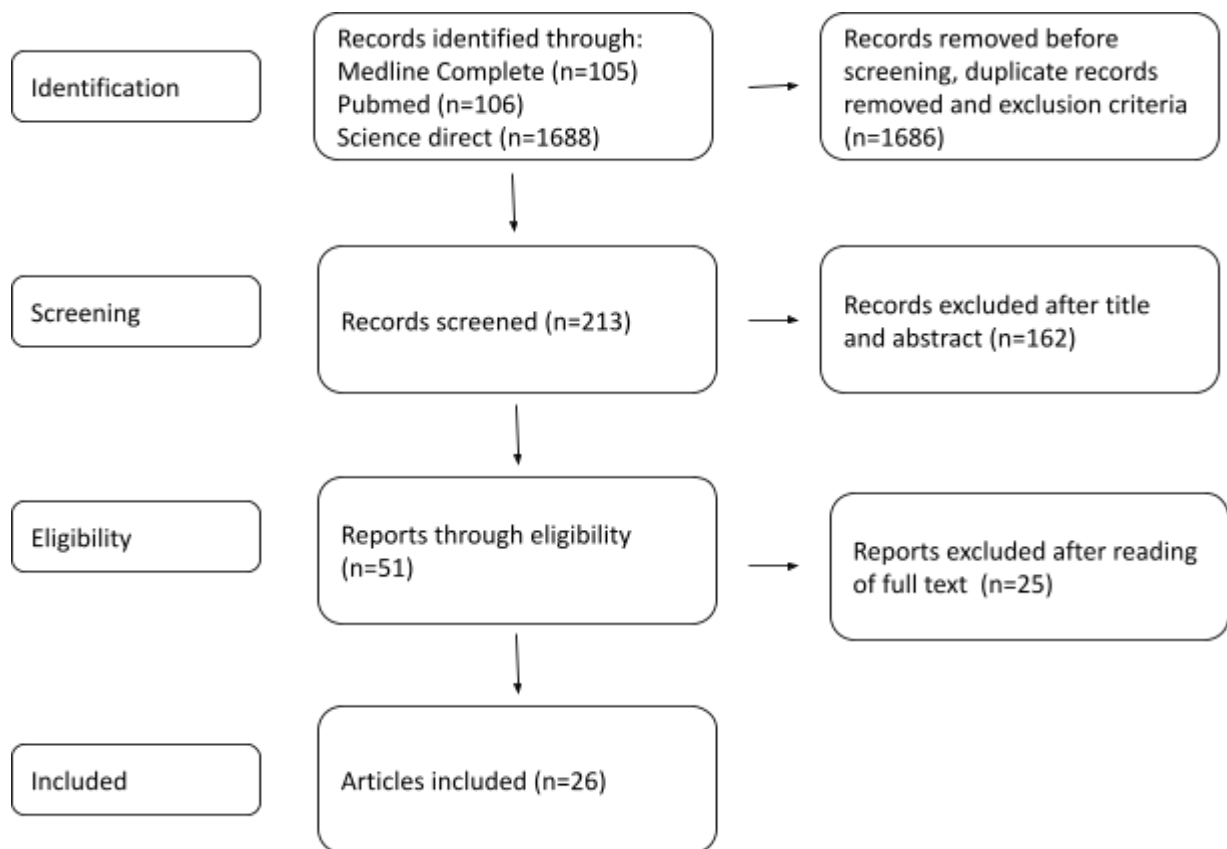 Identification
Records identified through:
Medline Complete (n=105)
Pubmed (n=106)
Science direct (n=1688)
Records removed before
screening, duplicate records
removed and exclusion criteria
(n=1686)
Screening
Records screened (n=213)
Records excluded after title
and abstract (n=162)
Eligibility
Reports through eligibility
(n=51)
Reports excluded after reading
of full text  (n=25)
Included
Articles included (n=26)